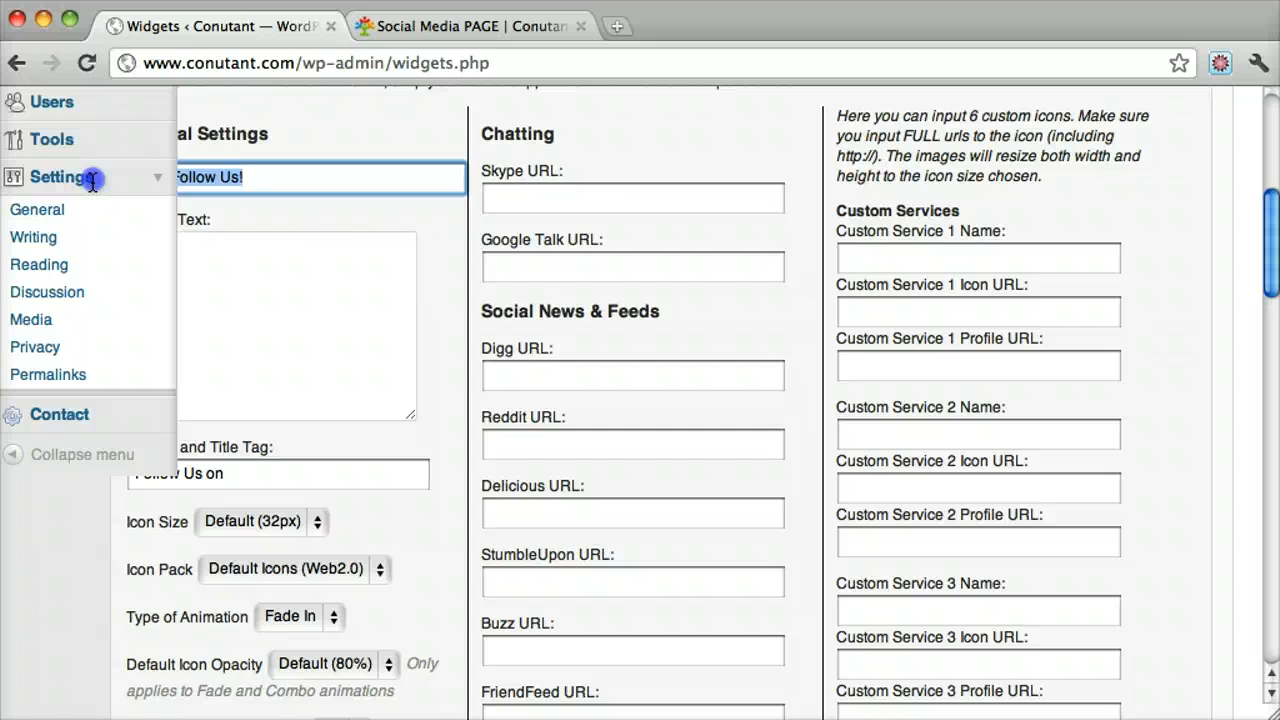 Widgets ‹ Conutant — WordP
Social Media PAGE | Conutan
www.conutant.com/wp-admin/widgets.php
Users
Tools
Settings
General
Writing
Reading
Discussion
Media
Privacy
Permalinks
Contact
Collapse menu
al Settings
Follow Us!
Text:
and Title Tag:
Follow Us on
Icon Size Default (32px)
Icon Pack Default Icons (Web2.0)
Type of Animation Fade In
Default Icon Opacity Default (80%) Only
applies to Fade and Combo animations
Chatting
Skype URL:
Google Talk URL:
Social News & Feeds
Digg URL:
Reddit URL:
Delicious URL:
StumbleUpon URL:
Buzz URL:
FriendFeed URL:
Here you can input 6 custom icons. Make sure
you input FULL urls to the icon (including
http://). The images will resize both width and
height to the icon size chosen.
Custom Services
Custom Service 1 Name:
Custom Service 1 Icon URL:
Custom Service 1 Profile URL:
Custom Service 2 Name:
Custom Service 2 Icon URL:
Custom Service 2 Profile URL:
Custom Service 3 Name:
Custom Service 3 Icon URL:
Custom Service 3 Profile URL: